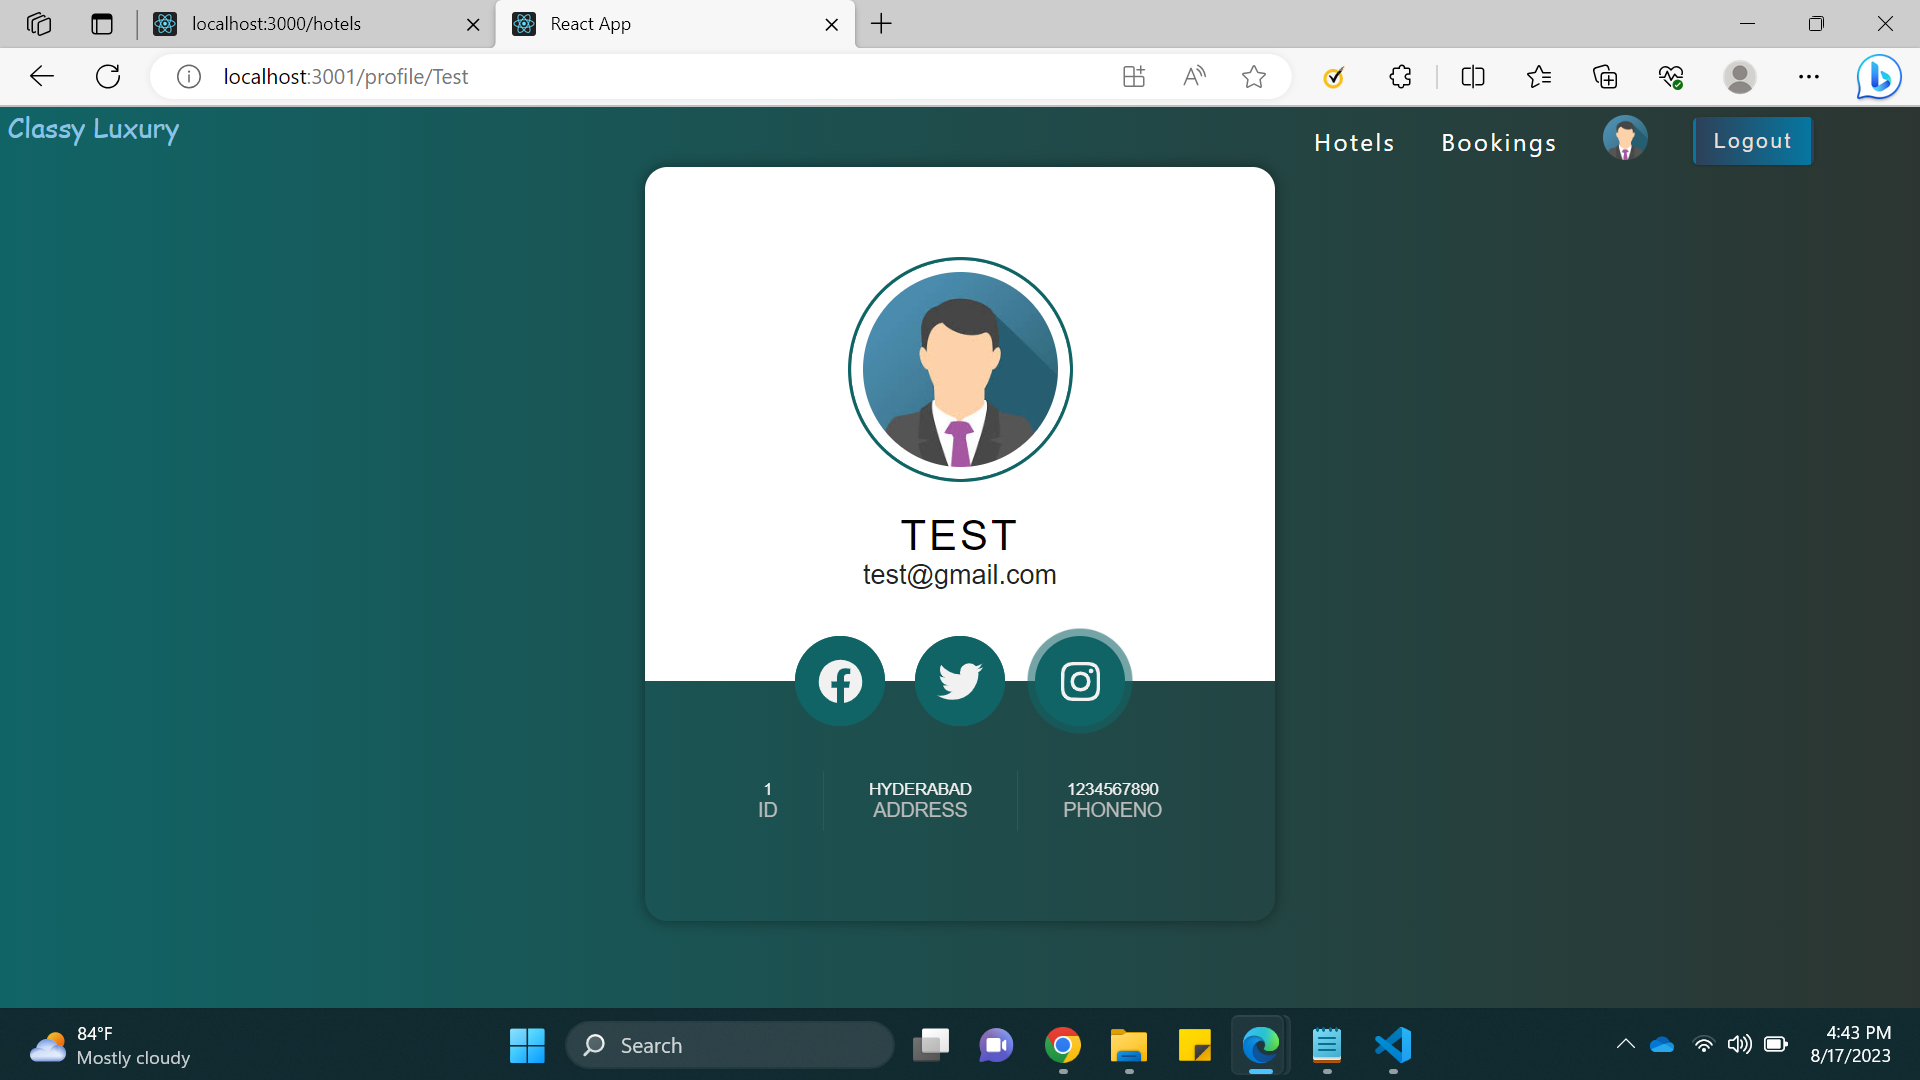 localhost:3000/hotels
React App
localhost:3001/profile/Test
Classy Luxury
Hotels
Bookings
Logout
TEST
test@gmail.com
1
ID
HYDERABAD
ADDRESS
1234567890
PHONENO
84°F
Mostly cloudy
Search
4:43 PM
8/17/2023